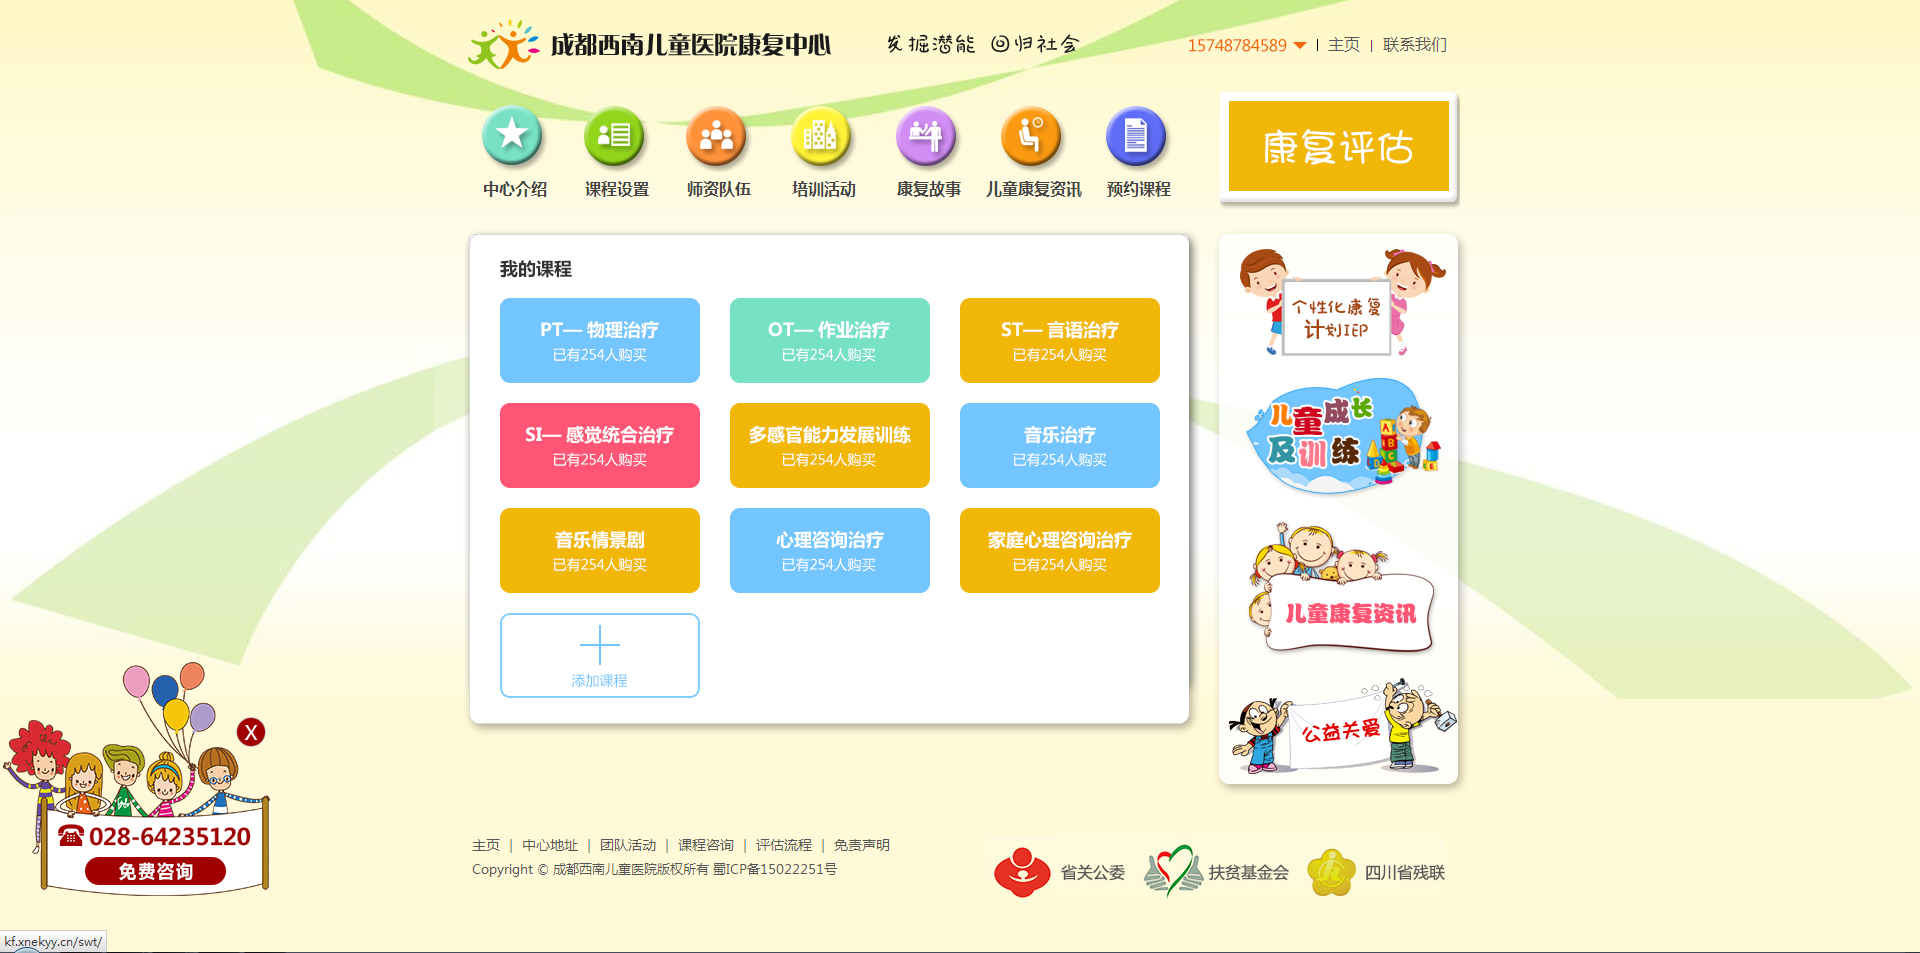 成都西南儿童医院康复中心
发掘潜能 回归社会
15748784589 | 主页 | 联系我们
中心介绍
课程设置
师资队伍
培训活动
康复故事
儿童康复资讯
预约课程
康复评估
我的课程
PT— 物理治疗
已有254人购买
OT— 作业治疗
已有254人购买
ST— 言语治疗
已有254人购买
SI— 感觉统合治疗
已有254人购买
多感官能力发展训练
已有254人购买
音乐治疗
已有254人购买
音乐情景剧
已有254人购买
心理咨询治疗
已有254人购买
家庭心理咨询治疗
已有254人购买
添加课程
个性化康复
计划IEP
儿童成长
及训练
A
B
儿童康复资讯
公益关爱
X
028-64235120
免费咨询
主页 | 中心地址 | 团队活动 | 课程咨询 | 评估流程 | 免责声明
Copyright © 成都西南儿童医院版权所有 蜀ICP备15022251号
省关公委
扶贫基金会
四川省残联
kf.xnekyy.cn/swt/